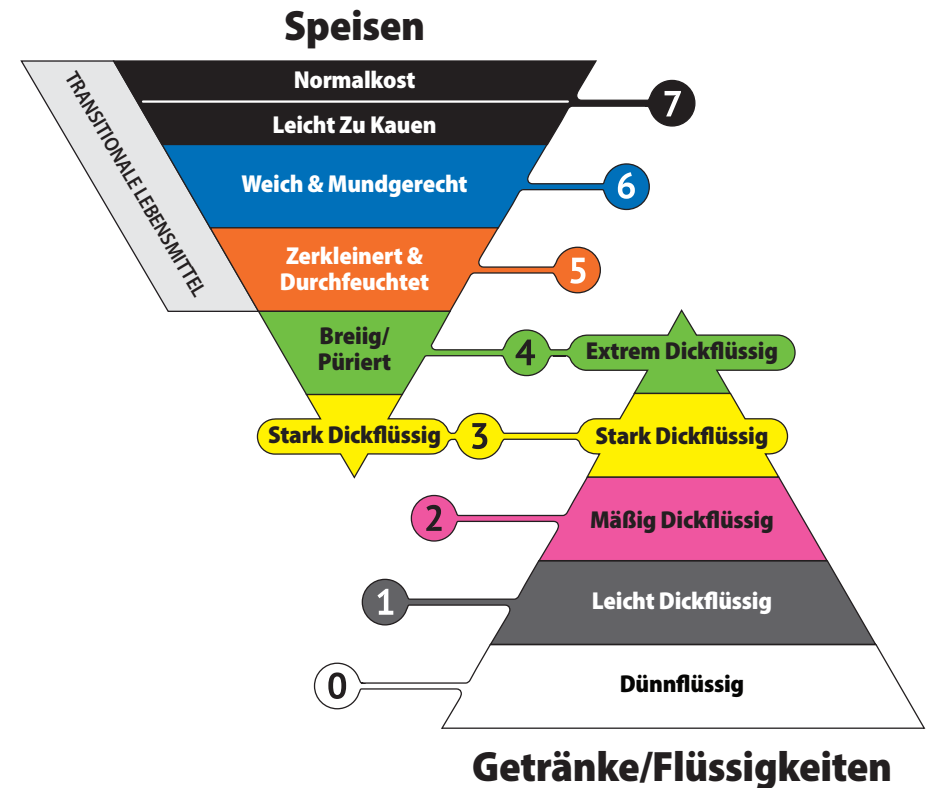 Speisen
Normalkost
Leicht Zu Kauen
7
TRANSITIONALE LEBENSMITTEL
Weich & Mundgerecht
6
Zerkleinert &
Durchfeuchtet
5
Breiig/
Püriert
4
Extrem Dickflüssig
Stark Dickflüssig
3
Stark Dickflüssig
2
Mäßig Dickflüssig
1
Leicht Dickflüssig
0
Dünnflüssig
Getränke/Flüssigkeiten